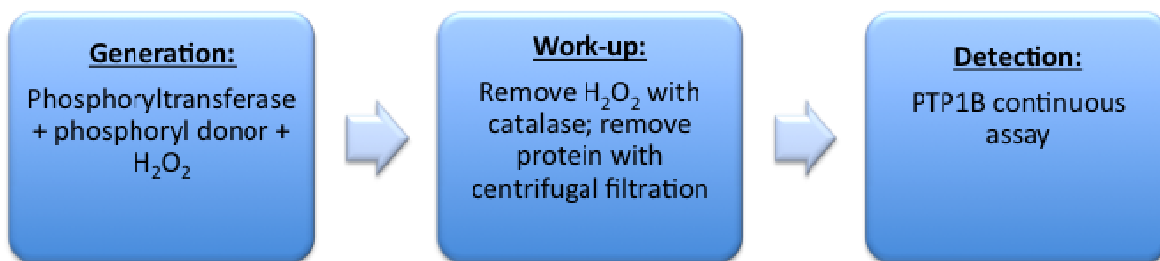 Generation:
Phosphoryltransferase
+ phosphoryl donor +
H₂O₂
Work-up:
Remove H₂O₂ with
catalase; remove
protein with
centrifugal filtration
Detection:
PTP1B continuous
assay